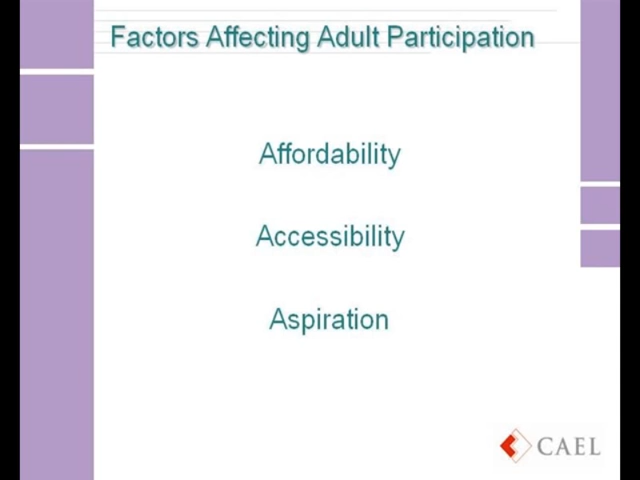 Factors Affecting Adult Participation
Affordability
Accessibility
Aspiration
CAEL